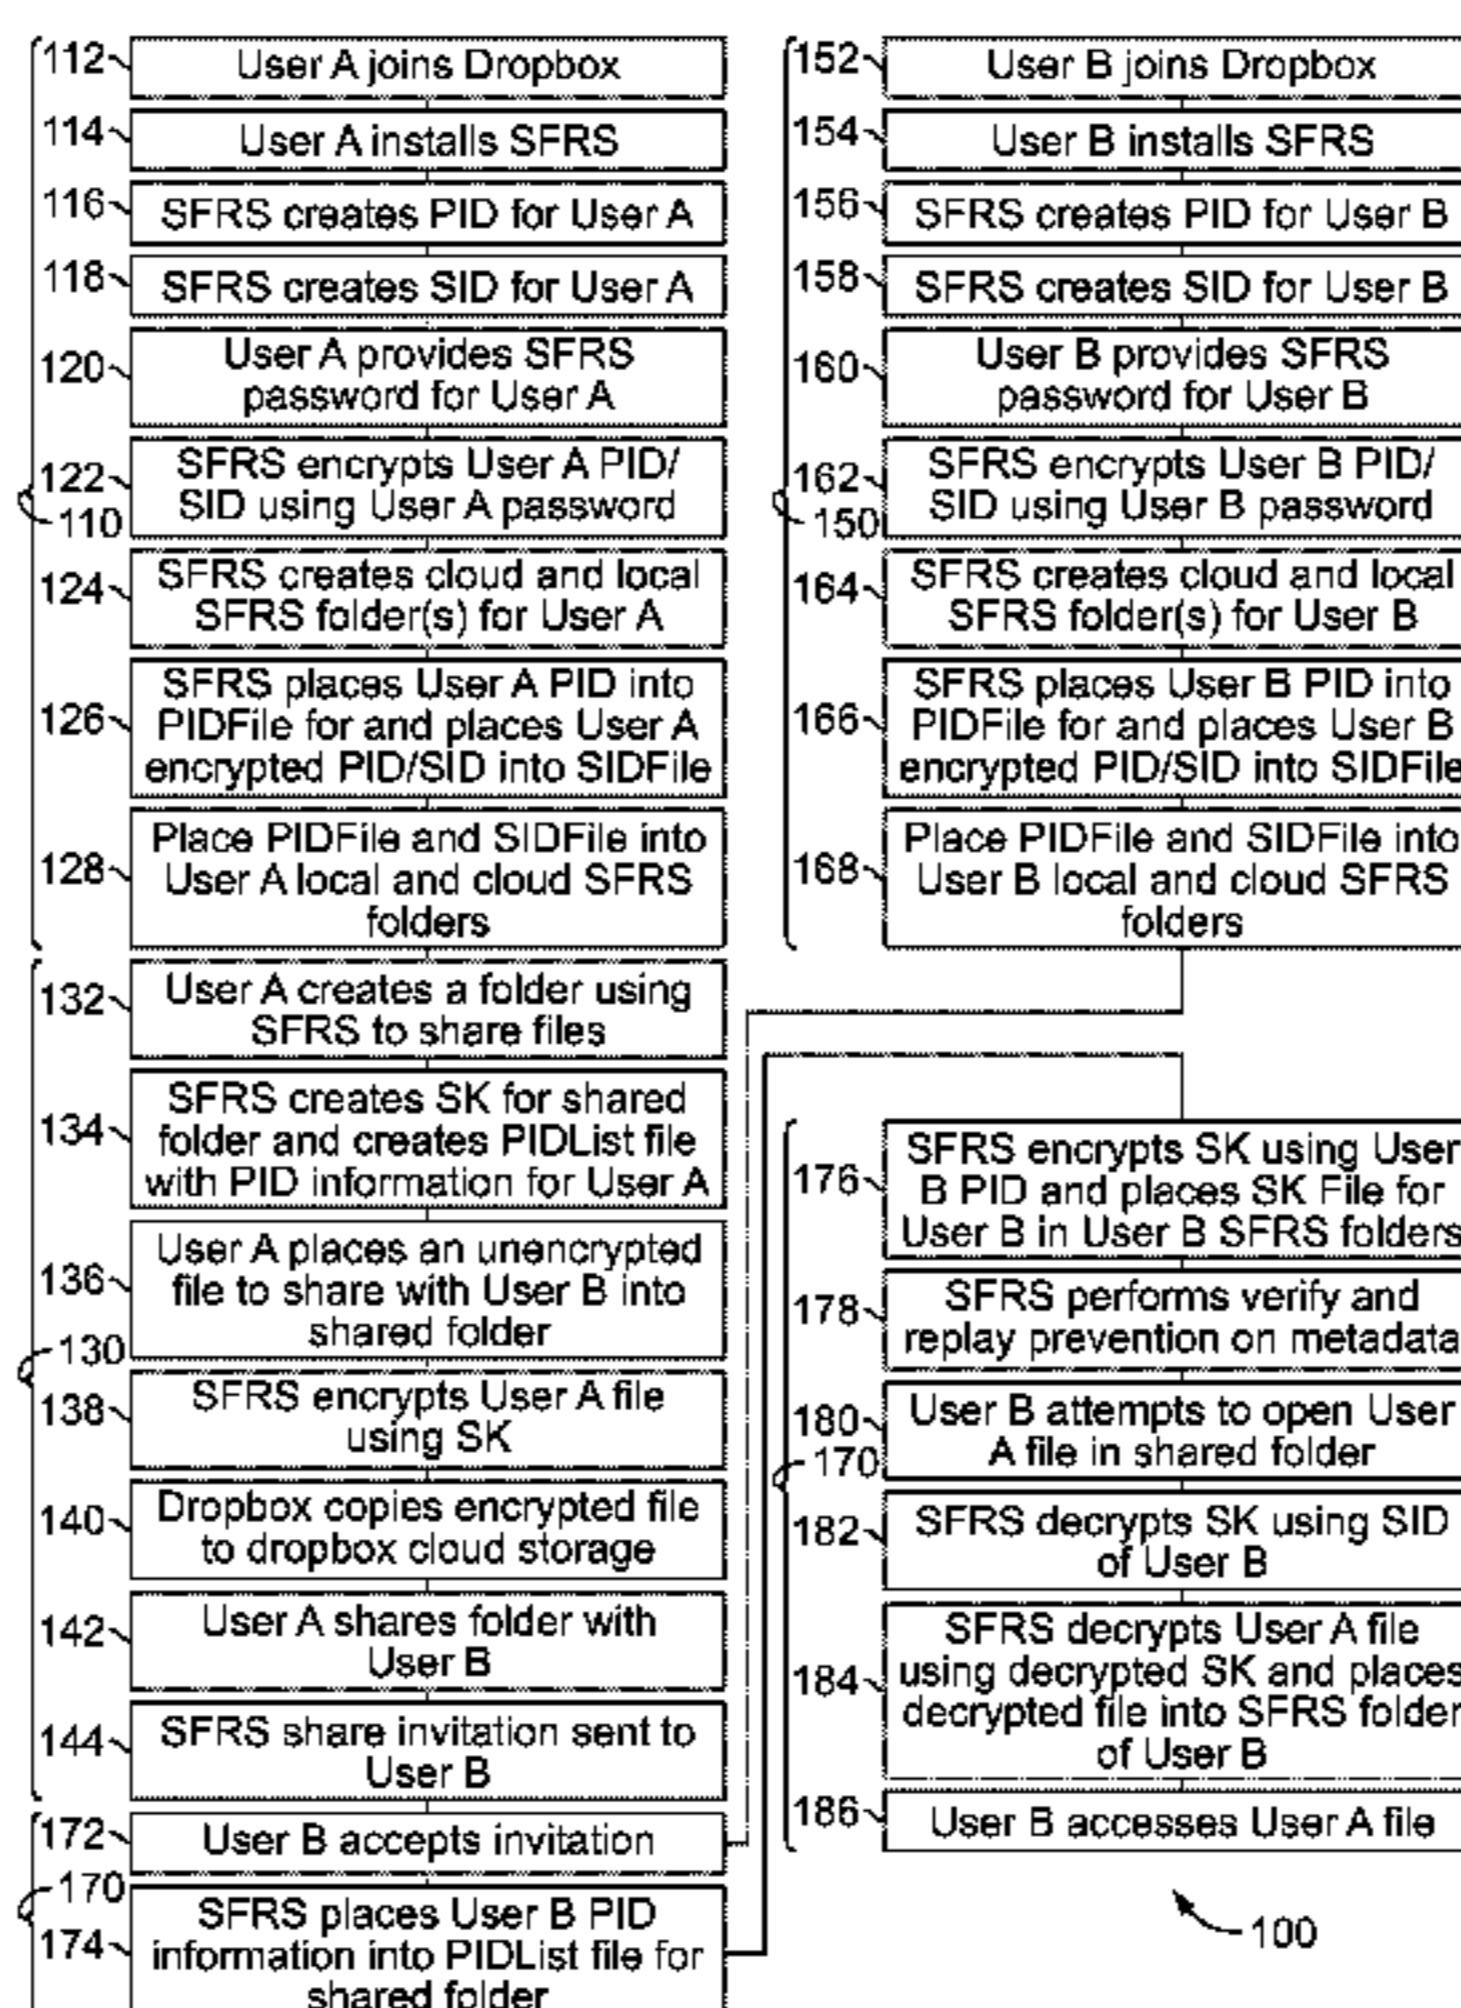 112
User A joins Dropbox
114
User A installs SFRS
116
SFRS creates PID for User A
118
SFRS creates SID for User A
120
User A provides SFRS
password for User A
122
SFRS encrypts User A PID/
SID using User A password
110
124
SFRS creates cloud and local
SFRS folder(s) for User A
126
SFRS places User A PID into
PIDFile for and places User A
encrypted PID/SID into SIDFile
128
Place PIDFile and SIDFile into
User A local and cloud SFRS
folders
132
User A creates a folder using
SFRS to share files
134
SFRS creates SK for shared
folder and creates PIDList file
with PID information for User A
136
User A places an unencrypted
file to share with User B into
shared folder
130
138
SFRS encrypts User A file
using SK
140
Dropbox copies encrypted file
to dropbox cloud storage
142
User A shares folder with
User B
144
SFRS share invitation sent to
User B
172
User B accepts invitation
170
174
SFRS places User B PID
information into PIDList file for
shared folder
152
User B joins Dropbox
154
User B installs SFRS
156
SFRS creates PID for User B
158
SFRS creates SID for User B
160
User B provides SFRS
password for User B
162
SFRS encrypts User B PID/
SID using User B password
150
164
SFRS creates cloud and local
SFRS folder(s) for User B
166
SFRS places User B PID into
PIDFile for and places User B
encrypted PID/SID into SIDFile
168
Place PIDFile and SIDFile into
User B local and cloud SFRS
folders
176
SFRS encrypts SK using User
B PID and places SK File for
User B in User B SFRS folders
178
SFRS performs verify and
replay prevention on metadata
180
User B attempts to open User
A file in shared folder
170
182
SFRS decrypts SK using SID
of User B
184
SFRS decrypts User A file
using decrypted SK and places
decrypted file into SFRS folder
of User B
186
User B accesses User A file
100